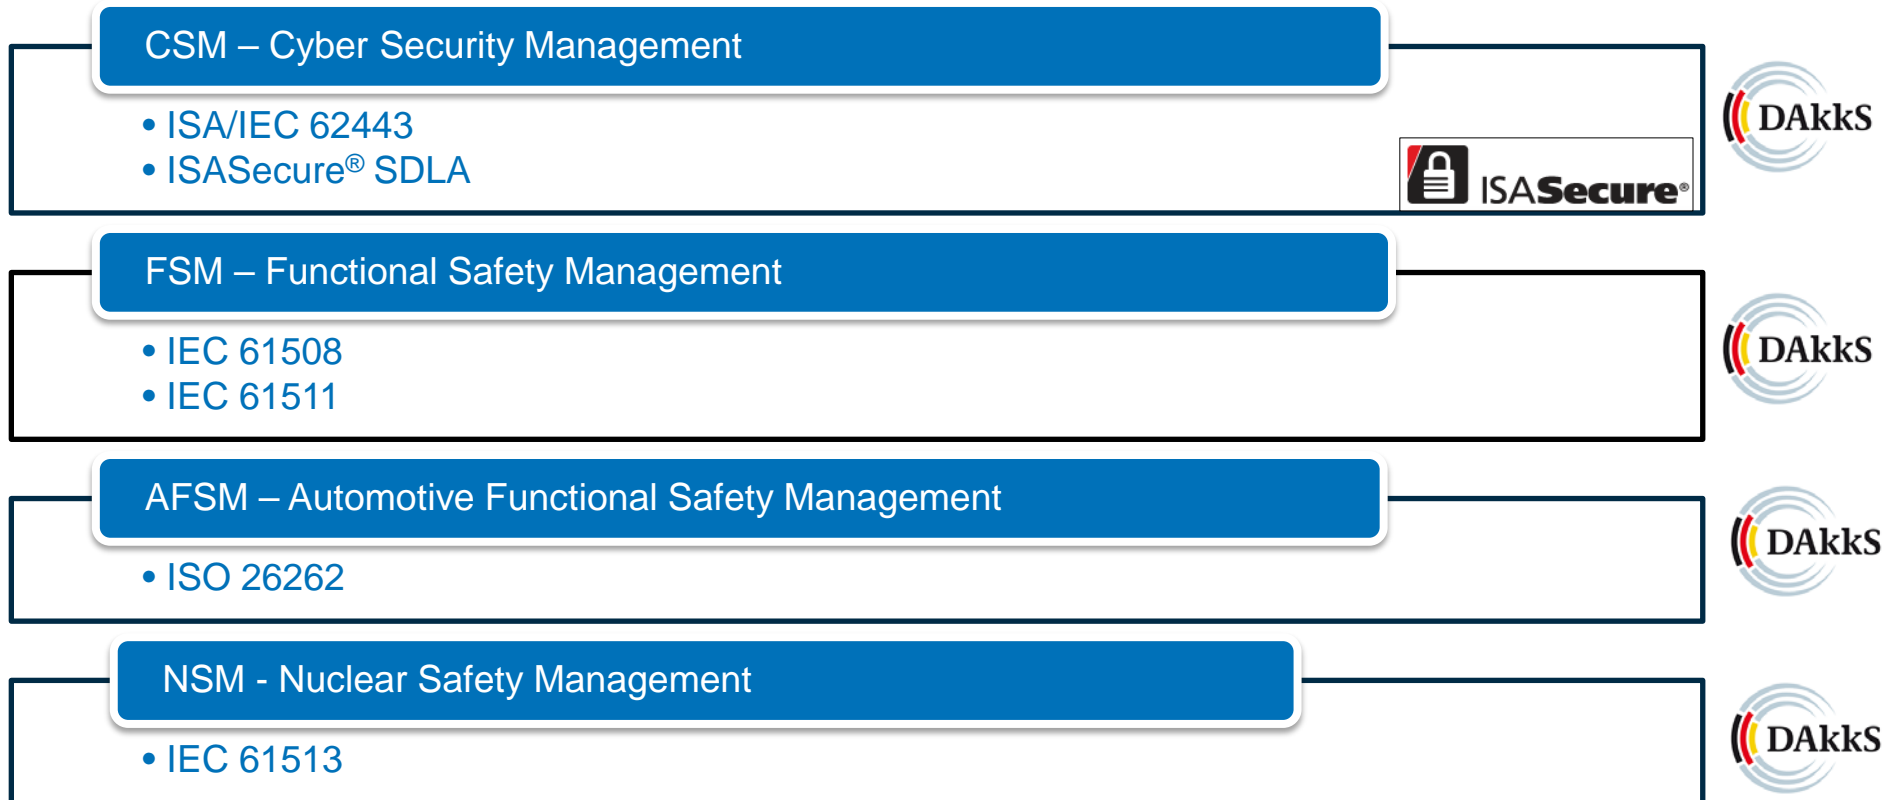 CSM – Cyber Security Management
• ISA/IEC 62443
• ISASecure® SDLA
ISASecure®
DAkkS
FSM – Functional Safety Management
• IEC 61508
• IEC 61511
DAkkS
AFSM – Automotive Functional Safety Management
• ISO 26262
DAkkS
NSM - Nuclear Safety Management
• IEC 61513
DAkkS